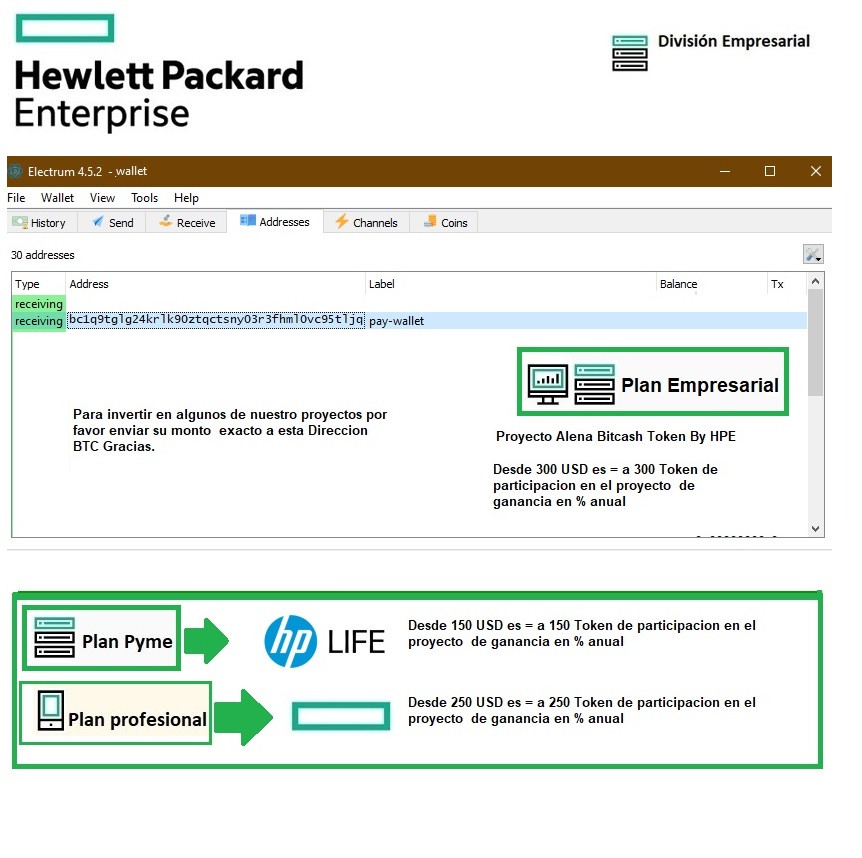 Hewlett Packard
Enterprise
División Empresarial
Electrum 4.5.2 - wallet
File Wallet View Tools Help
History Send Receive Addresses Channels Coins
30 addresses
Type Address Label Balance Tx
receiving
receiving bc1q9tglg24krlk90ztqctsny03r3fhml0vc95tljq pay-wallet
Plan Empresarial
Para invertir en algunos de nuestro proyectos por
favor enviar su monto exacto a esta Direccion
BTC Gracias.
Proyecto Alena Bitcash Token By HPE
Desde 300 USD es = a 300 Token de
participacion en el proyecto de
ganancia en % anual
Plan Pyme
hp LIFE
Desde 150 USD es = a 150 Token de participacion en el
proyecto de ganancia en % anual
Plan profesional
Desde 250 USD es = a 250 Token de participacion en el
proyecto de ganancia en % anual